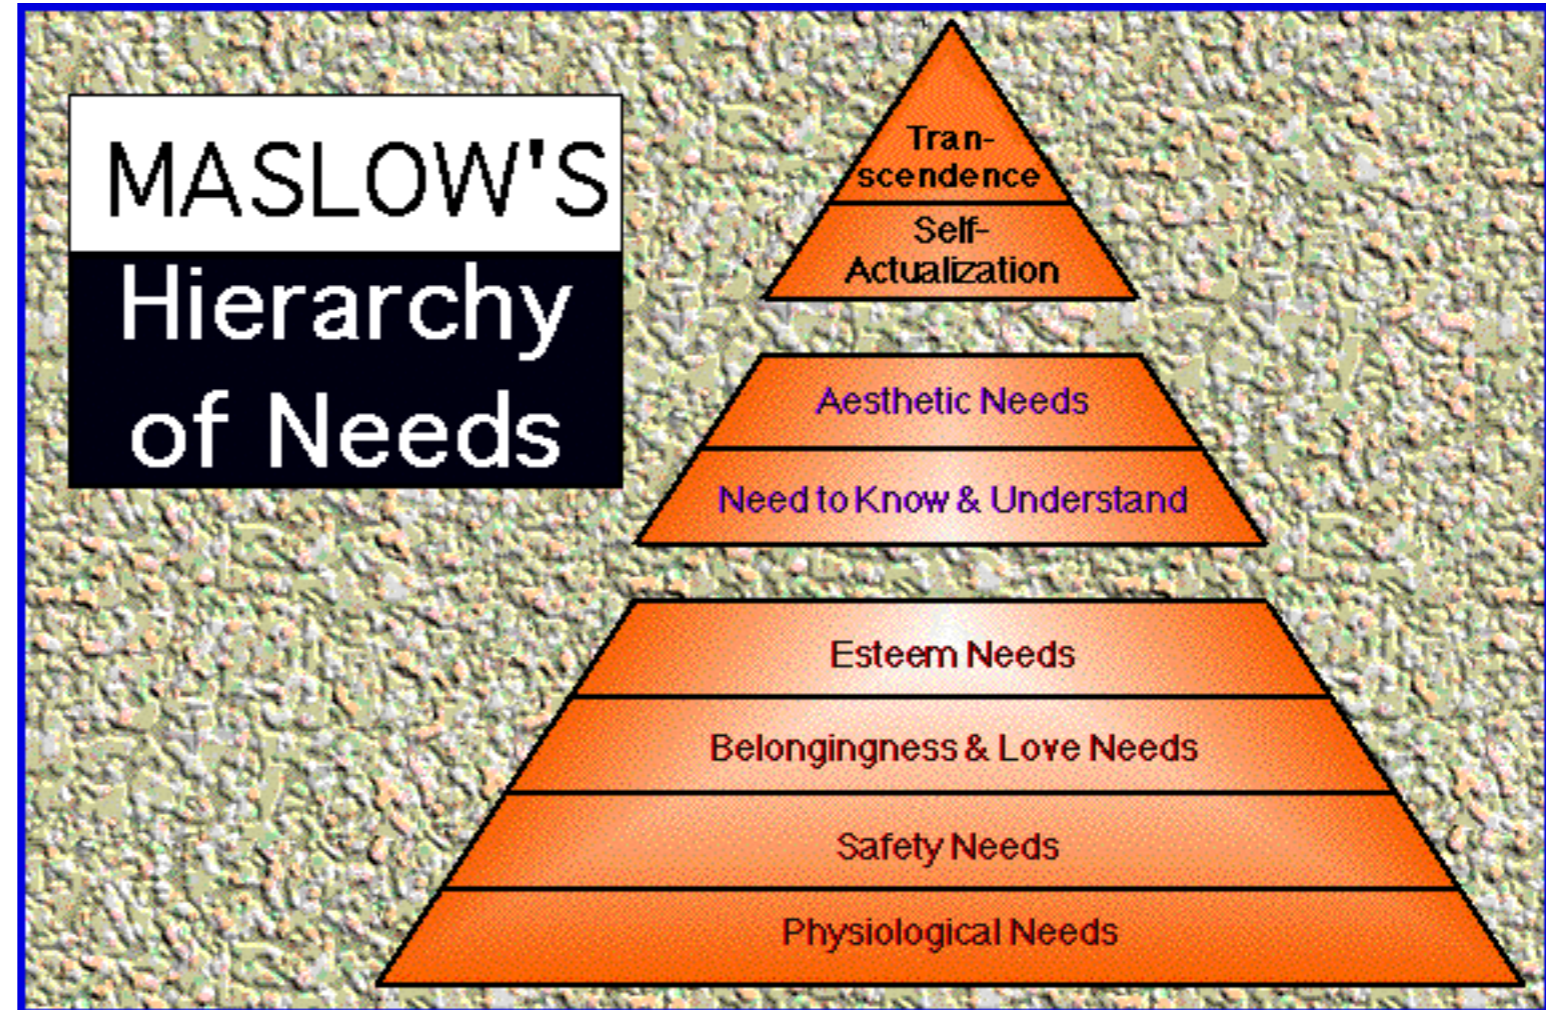 MASLOW'S
Hierarchy
of Needs
Tran-
scendence
Self-
Actualization
Aesthetic Needs
Need to Know & Understand
Esteem Needs
Belongingness & Love Needs
Safety Needs
Physiological Needs